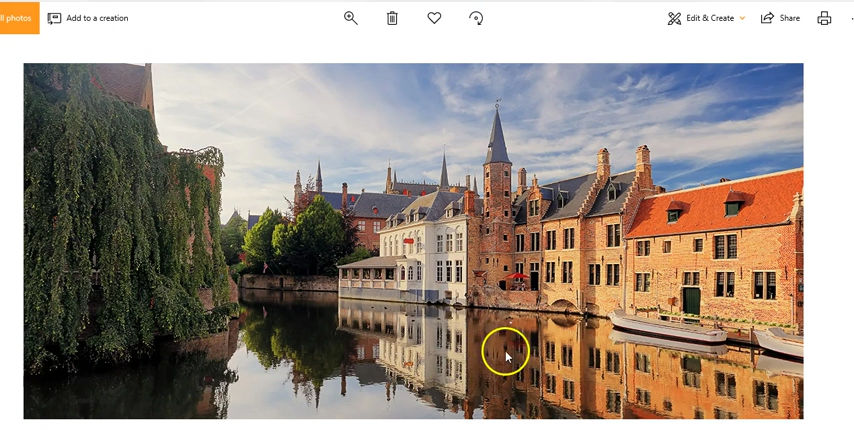 ll photos
Add to a creation
Edit & Create
Share